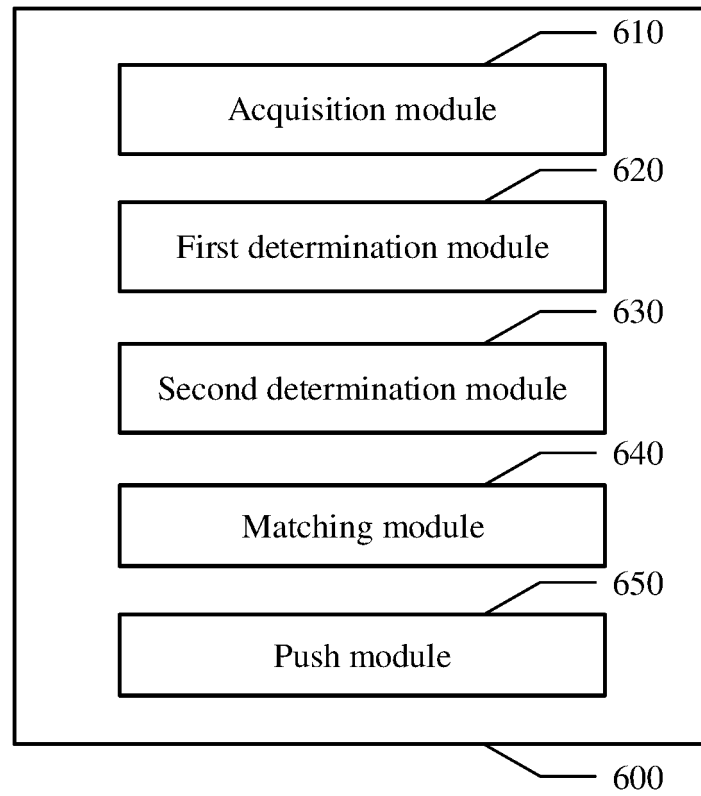 610
Acquisition module
620
First determination module
630
Second determination module
640
Matching module
650
Push module
600